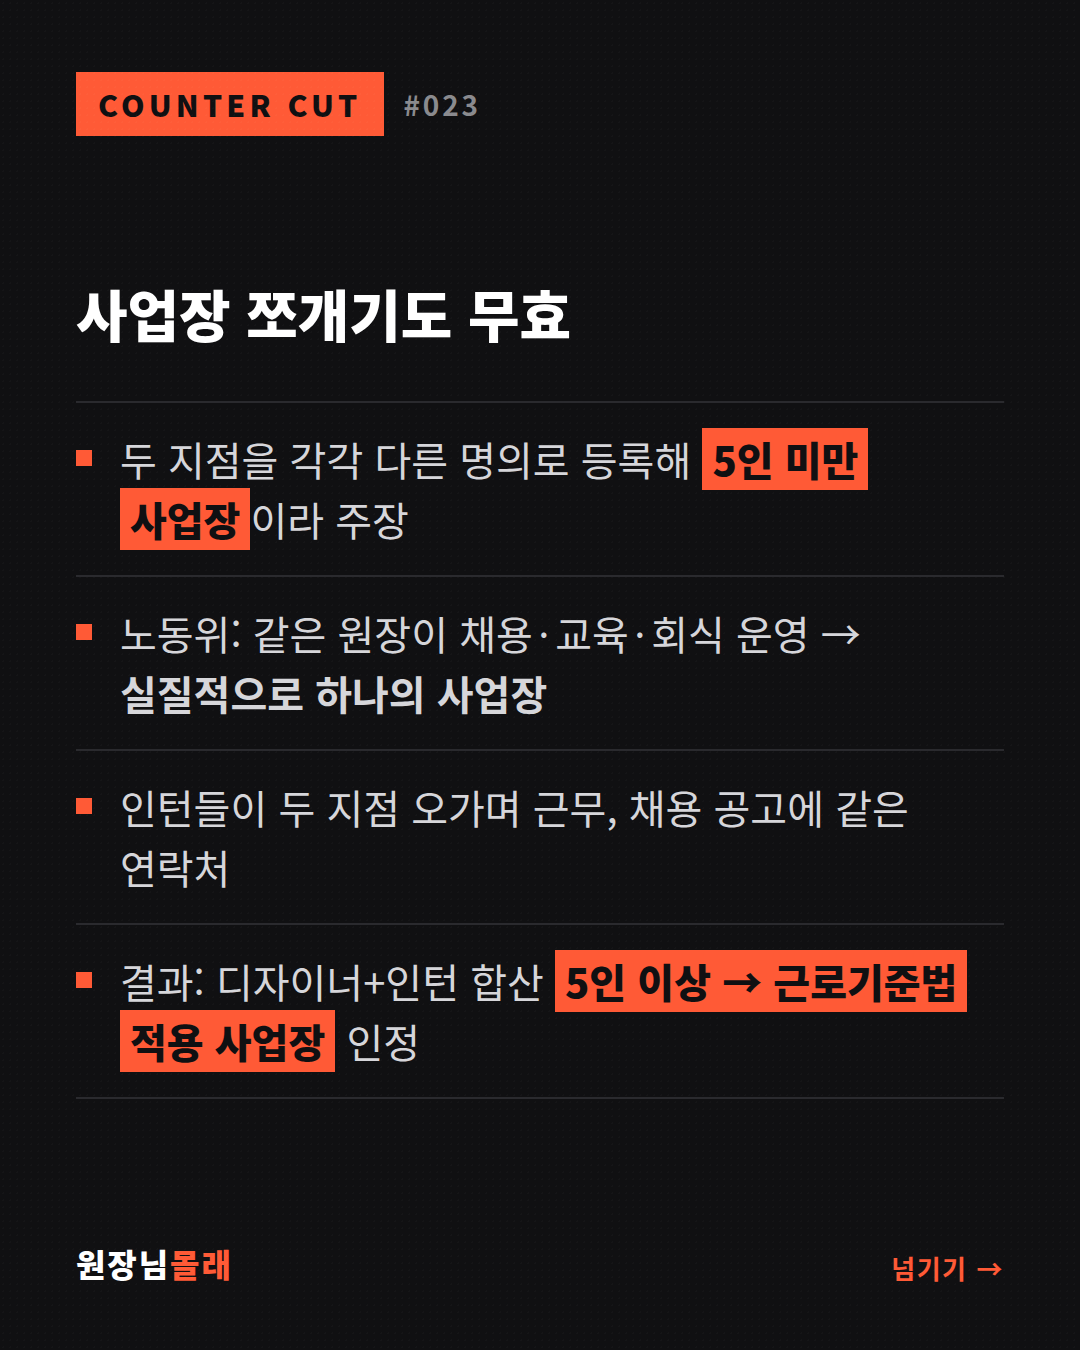 COUNTER CUT #023
사업장 쪼개기도 무효
두 지점을 각각 다른 명의로 등록해 5인 미만
사업장이라 주장
노동위: 같은 원장이 채용·교육·회식 운영 →
실질적으로 하나의 사업장
인턴들이 두 지점 오가며 근무, 채용 공고에 같은
연락처
결과: 디자이너+인턴 합산 5인 이상 → 근로기준법
적용 사업장 인정
원장님몰래
넘기기 →